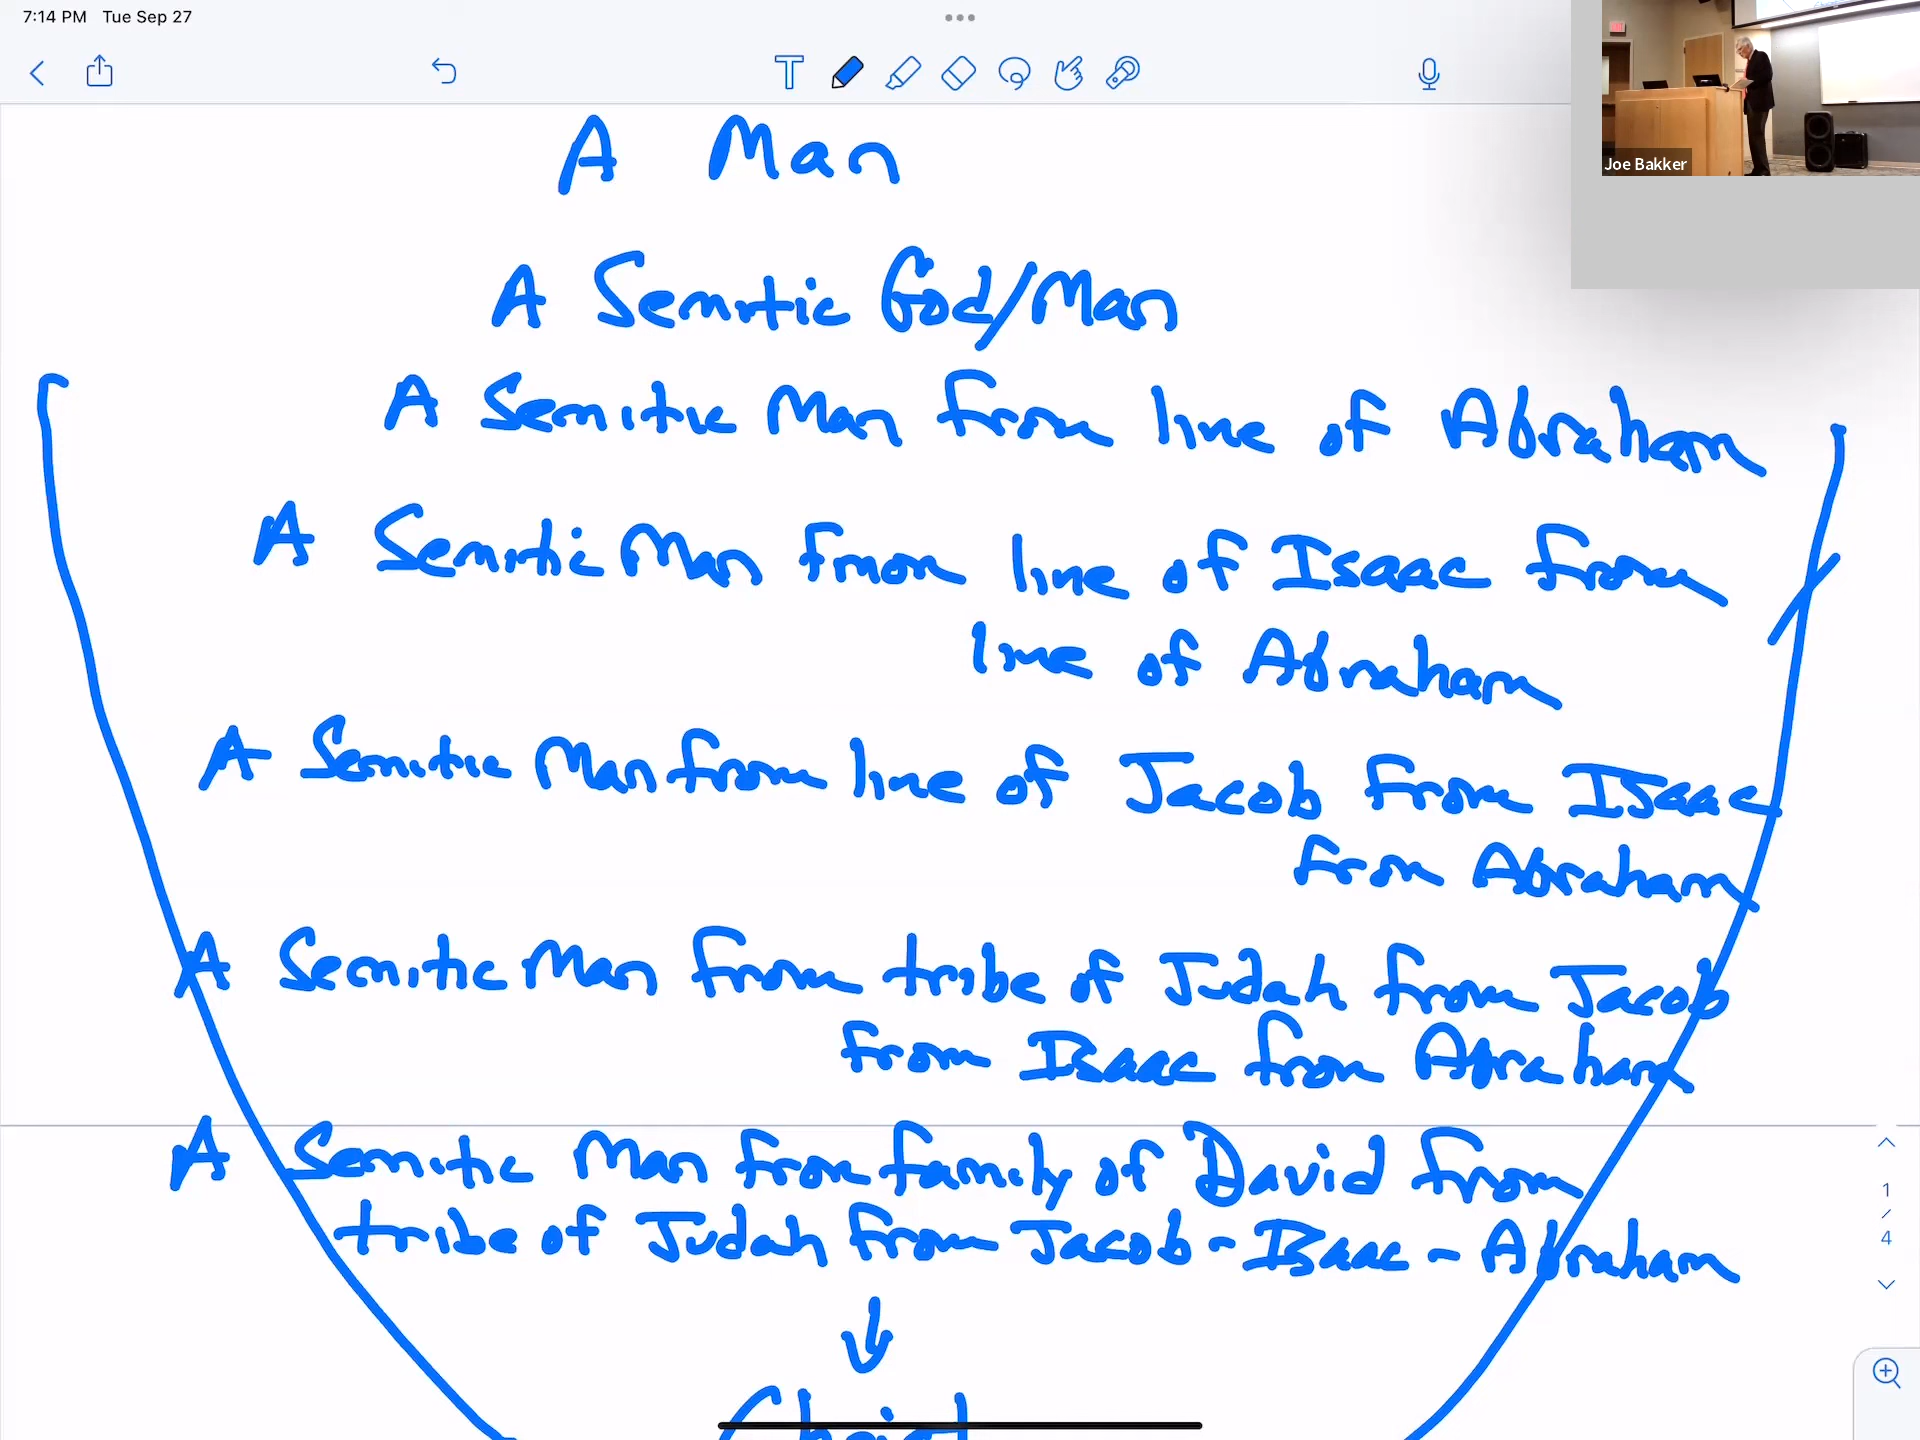 7:14 PM Tue Sep 27
Joe Bakker
A Man
A Semitic God/Man
A Semitic Man from line of Abraham
A Semitic Man from line of Isaac from
line of Abraham
A Semitic Man from line of Jacob from Isaac
from Abraham
A Semitic Man from tribe of Judah from Jacob
from Isaac from Abraham
A Semitic Man from family of David from
tribe of Judah from Jacob - Isaac - Abraham
Christ
1
/
4